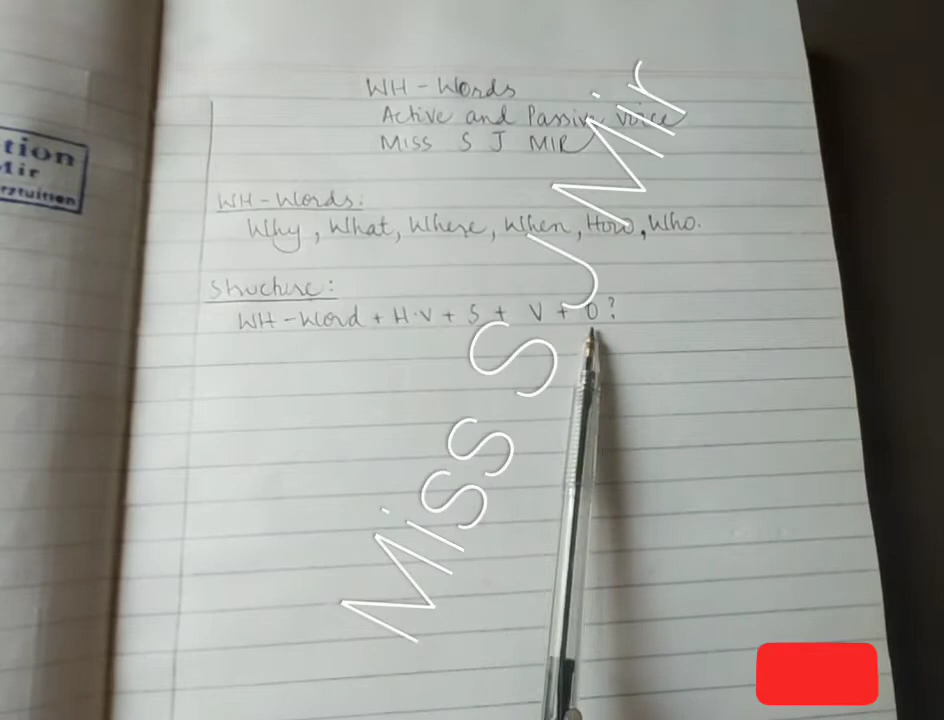 WH-Words
Active and Passive voice
MISS S J MIR
WH-Words:
Why, What, Where, When, How, Who.
Structure:
WH-Word + H.V + S + V + O?
tion
Mir
rztuition
Miss S J Mir